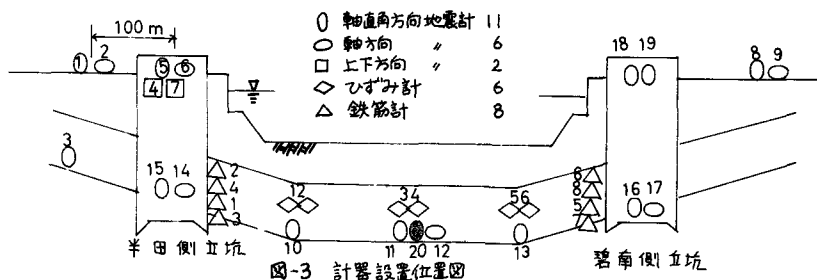 100m
軸直角方向地震計 11
軸方向 〃 6
上下方向 〃 2
ひずみ計 6
鉄筋計 8
1 2
5 6
4 7
3
15 14
2
4
1
3
12 34 56
10 11 20 12 13
18 19
8 9
6
8
5
7
16 17
半田側立坑
碧南側立坑
図-3 計器設置位置図